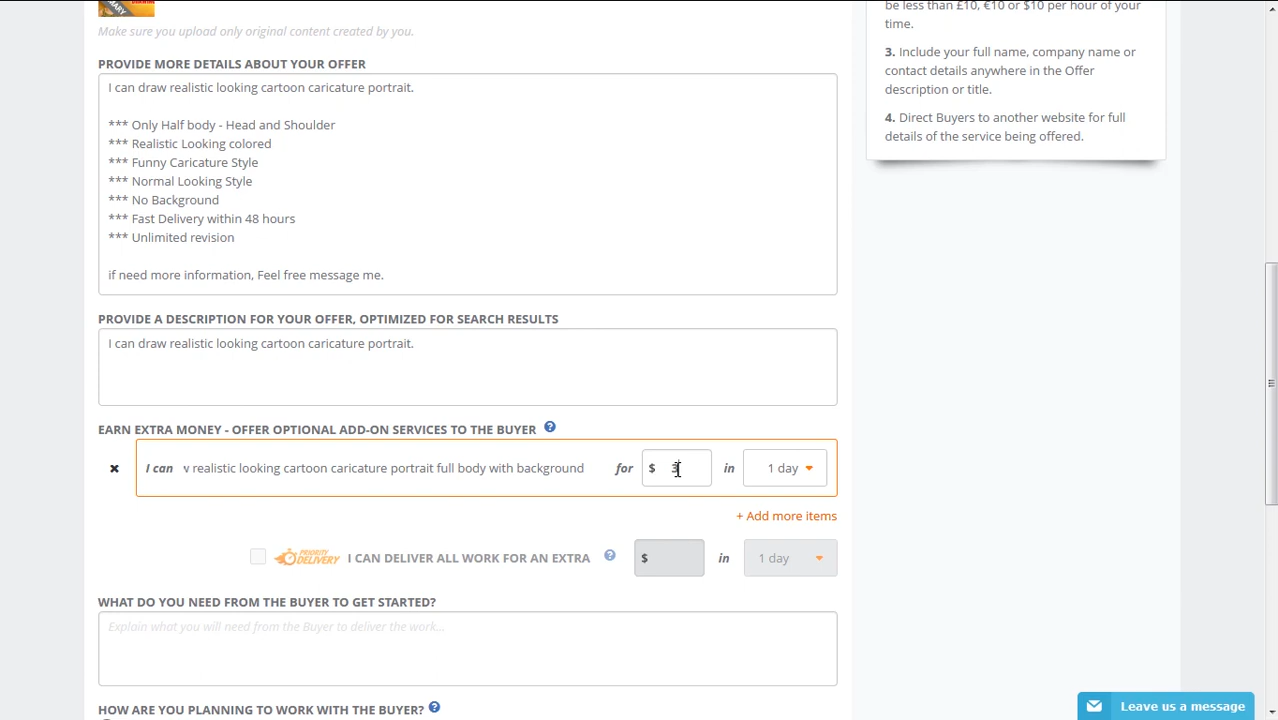 ARY
Make sure you upload only original content created by you.
PROVIDE MORE DETAILS ABOUT YOUR OFFER
I can draw realistic looking cartoon caricature portrait.
*** Only Half body - Head and Shoulder
*** Realistic Looking colored
*** Funny Caricature Style
*** Normal Looking Style
*** No Background
*** Fast Delivery within 48 hours
*** Unlimited revision
if need more information, Feel free message me.
PROVIDE A DESCRIPTION FOR YOUR OFFER, OPTIMIZED FOR SEARCH RESULTS
I can draw realistic looking cartoon caricature portrait.
EARN EXTRA MONEY - OFFER OPTIONAL ADD-ON SERVICES TO THE BUYER ?
✖ I can v realistic looking cartoon caricature portrait full body with background for $ 3 in 1 day
+ Add more items
PRIORITY DELIVERY I CAN DELIVER ALL WORK FOR AN EXTRA ? $ in 1 day
WHAT DO YOU NEED FROM THE BUYER TO GET STARTED?
Explain what you will need from the Buyer to deliver the work...
HOW ARE YOU PLANNING TO WORK WITH THE BUYER? ?
be less than £10, €10 or $10 per hour of your
time.
3. Include your full name, company name or
contact details anywhere in the Offer
description or title.
4. Direct Buyers to another website for full
details of the service being offered.
Leave us a message